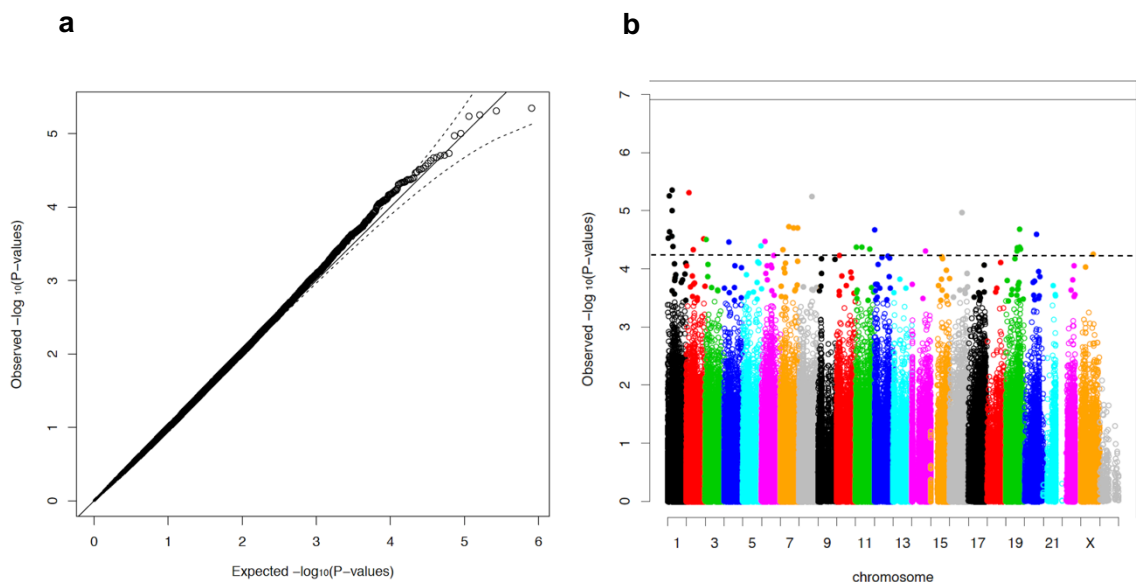 a
b
Observed −log10(P−values)
5
4
3
2
1
0
0 1 2 3 4 5 6
Expected −log10(P−values)
Observed −log 10(P−values)
7
6
5
4
3
2
1
0
1 3 5 7 9 11 13 15 17 19 21 X
chromosome